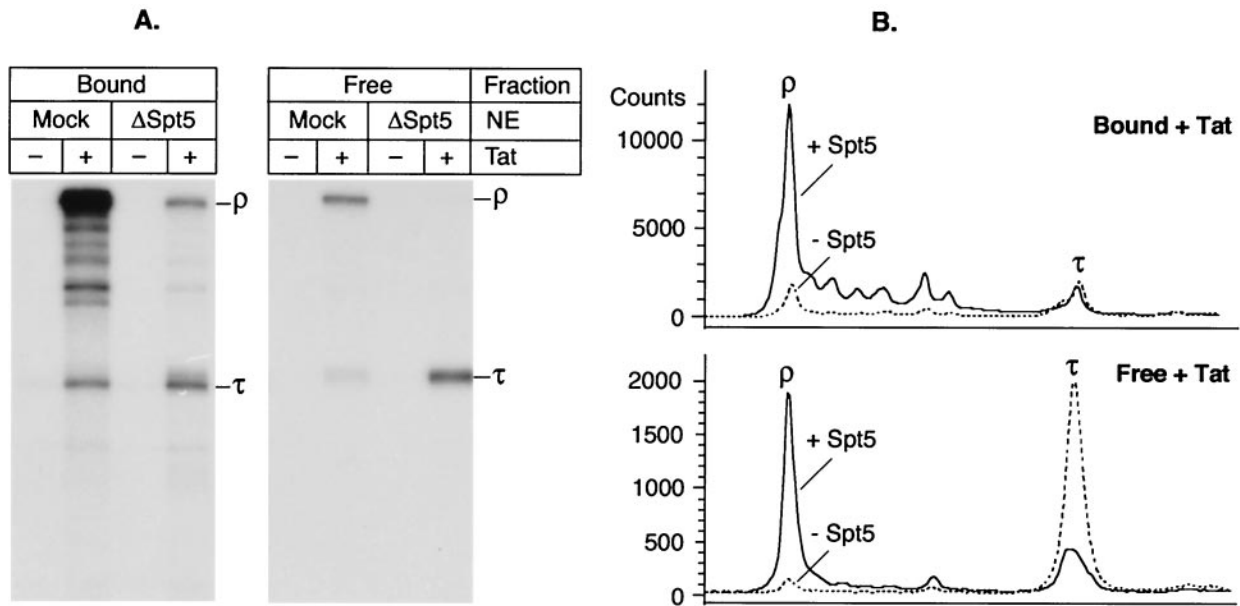 A.
Bound
Mock ΔSpt5
– + – +
Free Fraction
Mock ΔSpt5 NE
– + – + Tat
–ρ
–τ
–ρ
–τ
B.
Counts
10000
5000
0
ρ
+ Spt5
- Spt5
τ
Bound + Tat
2000
1500
1000
500
0
ρ
+ Spt5
- Spt5
τ
Free + Tat